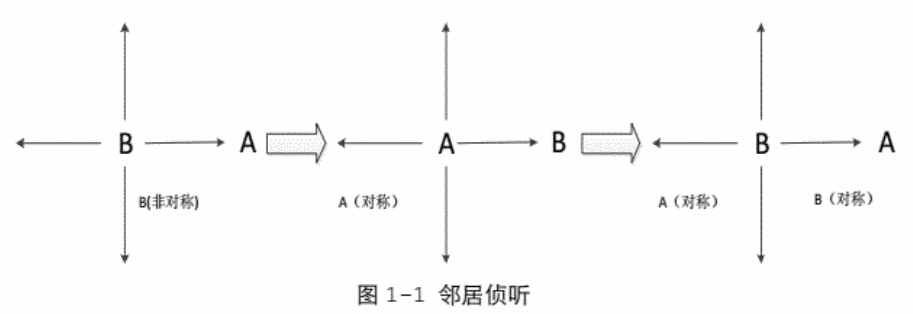 B A A B B A
B(非对称) A（对称） A（对称） B（对称）
图 1-1 邻居侦听